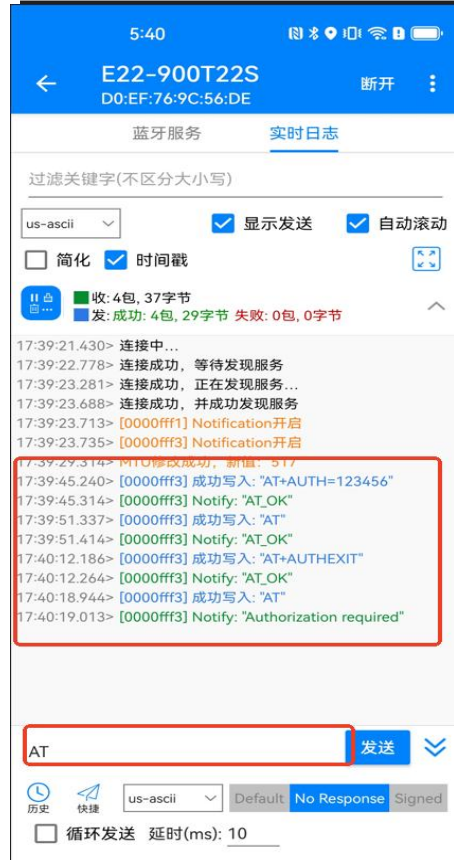 5:40
E22-900T22S
D0:EF:76:9C:56:DE
断开
蓝牙服务
实时日志
过滤关键字(不区分大小写)
us-ascii
显示发送
自动滚动
简化
时间戳
收: 4包, 37字节
发: 成功: 4包, 29字节 失败: 0包, 0字节
17:39:21.430> 连接中...
17:39:22.778> 连接成功，等待发现服务
17:39:23.281> 连接成功，正在发现服务...
17:39:23.688> 连接成功，并成功发现服务
17:39:23.713> [0000fff1] Notification开启
17:39:23.735> [0000fff3] Notification开启
17:39:29.314> MTU修改成功，新值：517
17:39:45.240> [0000fff3] 成功写入: "AT+AUTH=123456"
17:39:45.314> [0000fff3] Notify: "AT_OK"
17:39:51.337> [0000fff3] 成功写入: "AT"
17:39:51.414> [0000fff3] Notify: "AT_OK"
17:40:12.186> [0000fff3] 成功写入: "AT+AUTHEXIT"
17:40:12.264> [0000fff3] Notify: "AT_OK"
17:40:18.944> [0000fff3] 成功写入: "AT"
17:40:19.013> [0000fff3] Notify: "Authorization required"
AT
发送
历史
快捷
us-ascii
Default
No Response
Signed
循环发送
延时(ms): 10